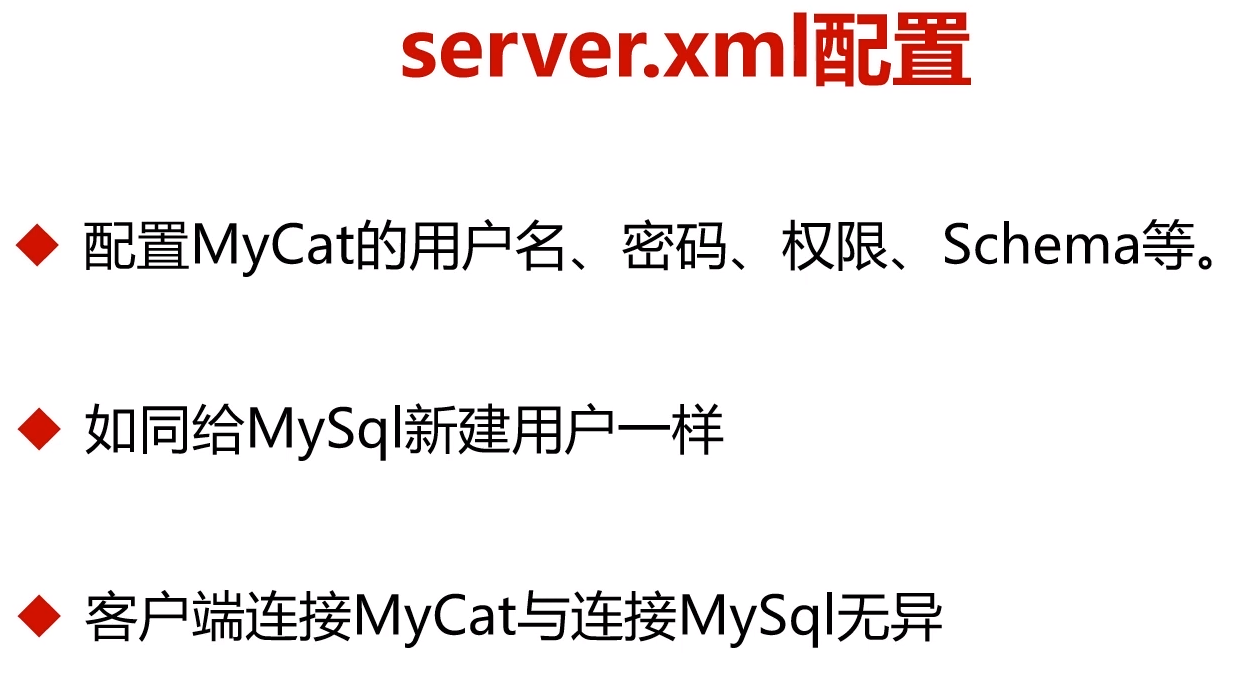 server.xml配置
配置MyCat的用户名、密码、权限、Schema等。
如同给MySql新建用户一样
客户端连接MyCat与连接MySql无异